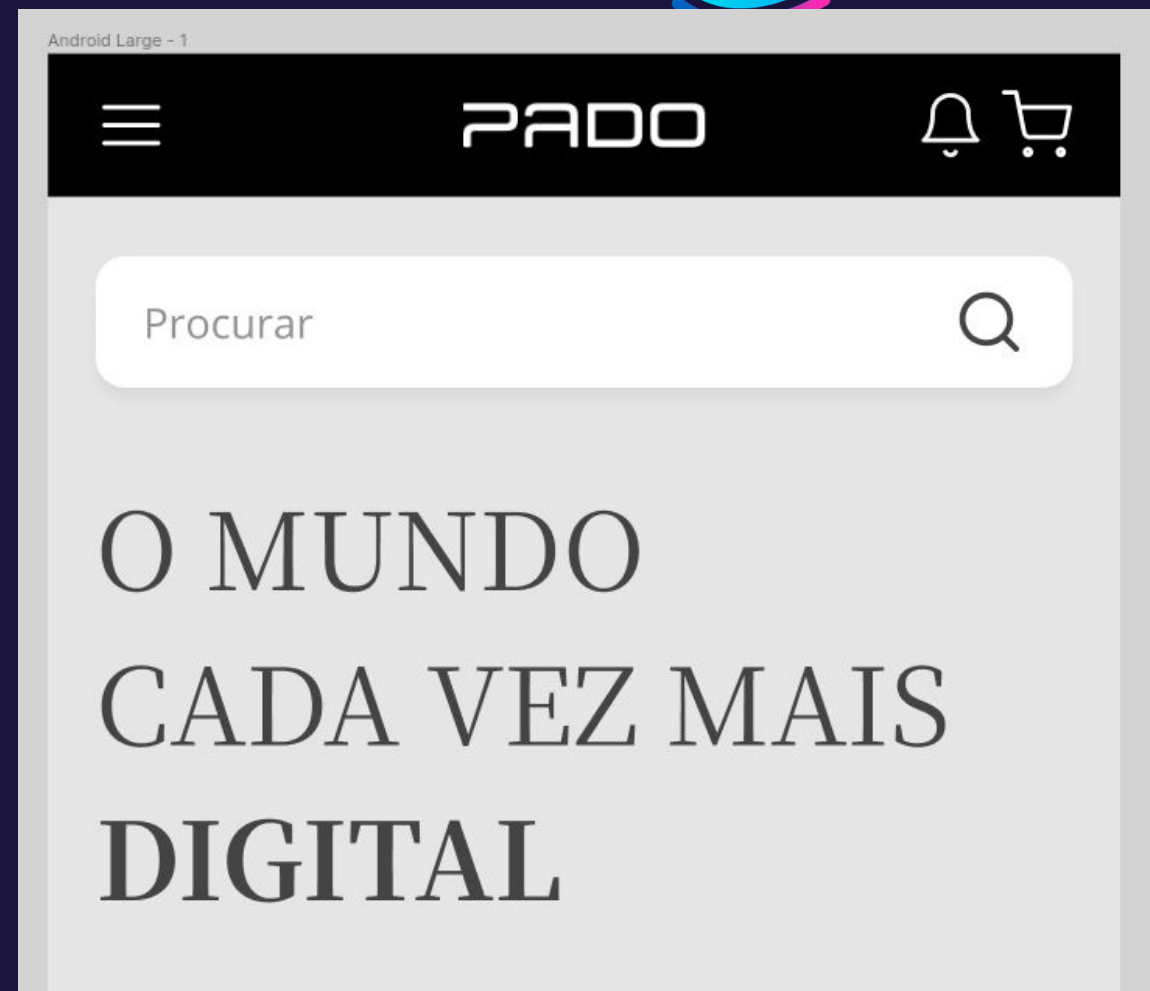 Android Large - 1
PADO
Procurar
O MUNDO
CADA VEZ MAIS
DIGITAL